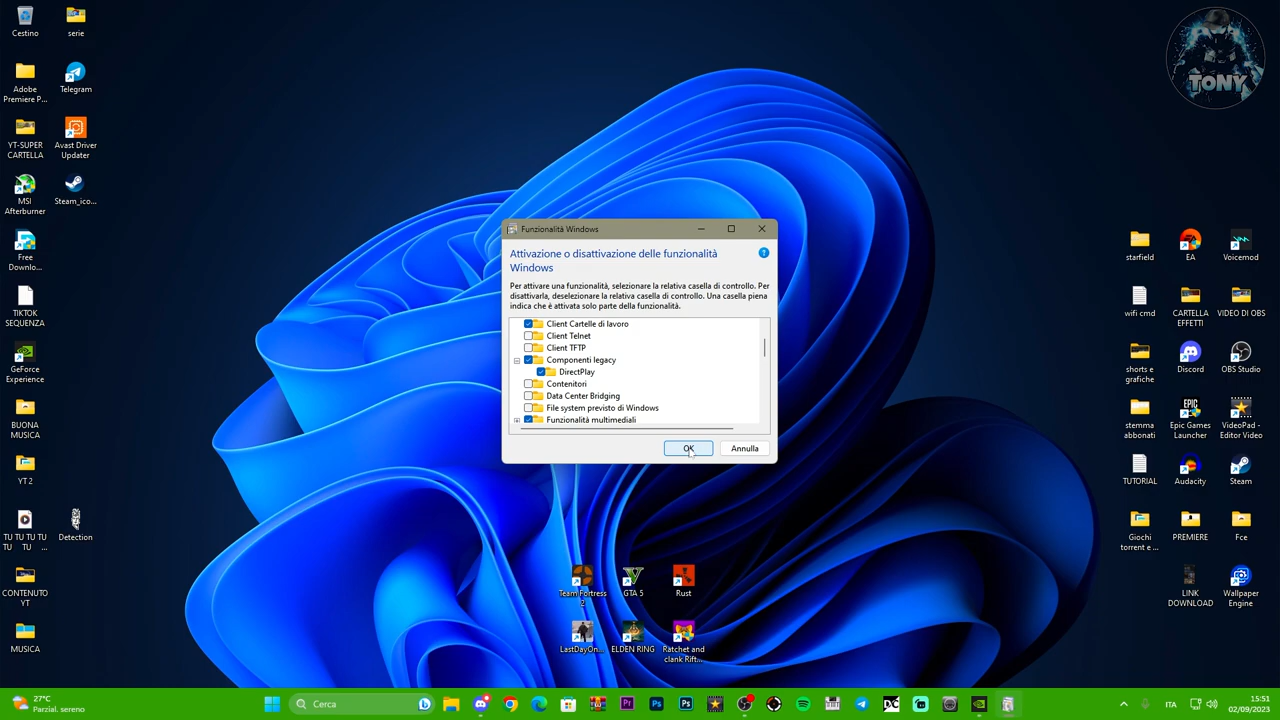 Cestino
serie
Adobe
Premiere P...
Telegram
YT-SUPER
CARTELLA
Avast Driver
Updater
MSI
Afterburner
Steam_ico...
Free
Downlo...
TIKTOK
SEQUENZA
GeForce
Experience
BUONA
MUSICA
YT 2
TU TU TU TU
TU TU ...
Detection
CONTENUTO
YT
MUSICA
TONY
Funzionalità Windows
Attivazione o disattivazione delle funzionalità
Windows
?
Per attivare una funzionalità, selezionare la relativa casella di controllo. Per
disattivarla, deselezionare la relativa casella di controllo. Una casella piena
indica che è attivata solo parte della funzionalità.
Client Cartelle di lavoro
Client Telnet
Client TFTP
Componenti legacy
DirectPlay
Contenitori
Data Center Bridging
File system previsto di Windows
Funzionalità multimediali
OK
Annulla
starfield
EA
Voicemod
wifi cmd
CARTELLA
EFFETTI
VIDEO DI OBS
shorts e
grafiche
Discord
OBS Studio
stemma
abbonati
Epic Games
Launcher
VideoPad -
Editor Video
TUTORIAL
Audacity
Steam
Giochi
torrent e ...
PREMIERE
Fce
LINK
DOWNLOAD
Wallpaper
Engine
Team Fortress
2
GTA 5
Rust
LastDayOn...
ELDEN RING
Ratchet and
clank Rift...
27°C
Parzial. sereno
Cerca
Pr
Ps
Ps
ITA
15:51
02/09/2023